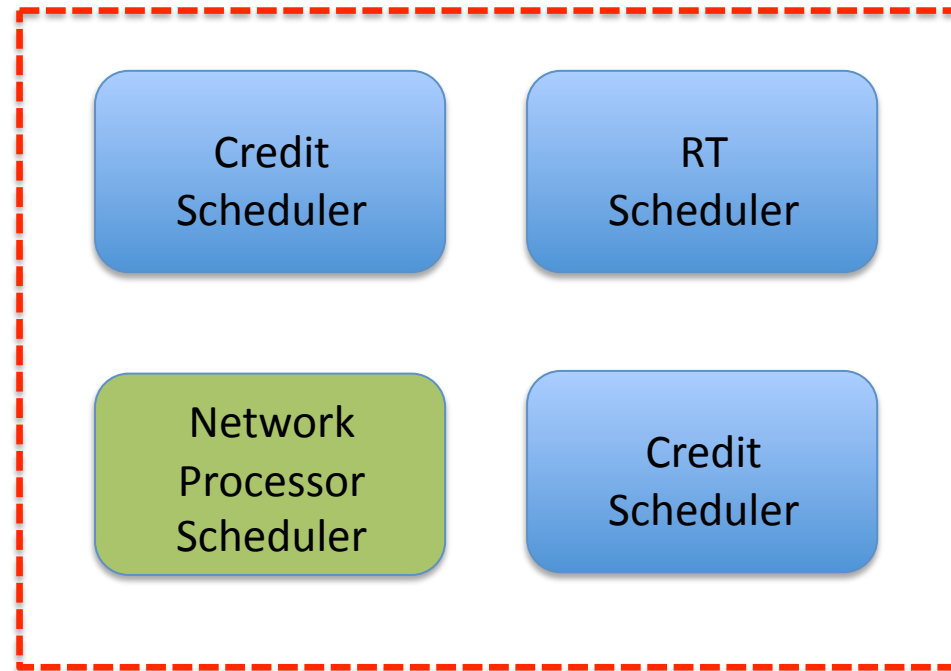 Credit
Scheduler
RT
Scheduler
Network
Processor
Scheduler
Credit
Scheduler